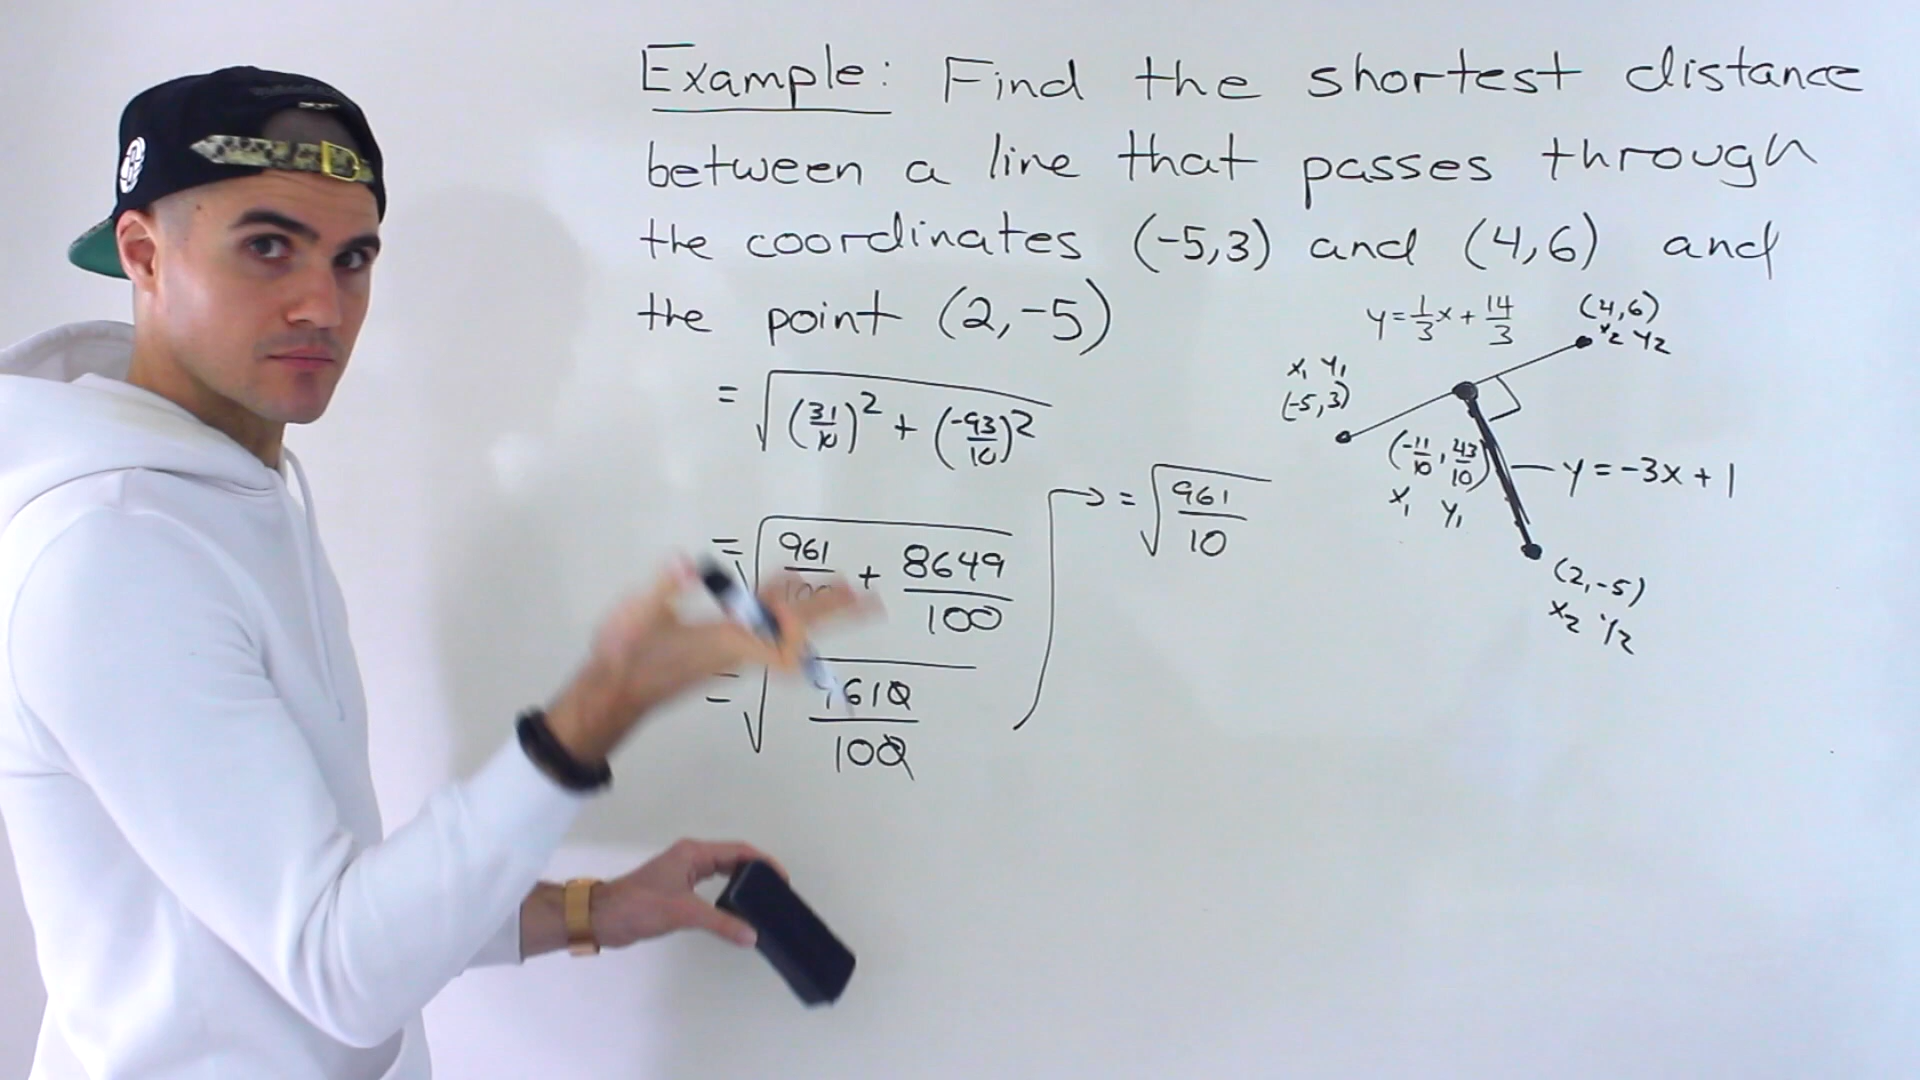 Example: Find the shortest distance
between a line that passes through
the coordinates (-5,3) and (4,6) and
the point (2,-5)
y = 1/3 x + 14/3
(4,6)
x₂ y₂
x₁ y₁
(-5,3)
= √((31/10)² + (-93/10)²)
(-11/10, 43/10)
x₁ y₁
y = -3x + 1
= √(961/100 + 8649/100)
= √(961/10)
(2,-5)
x₂ y₂
= √(9610/100)